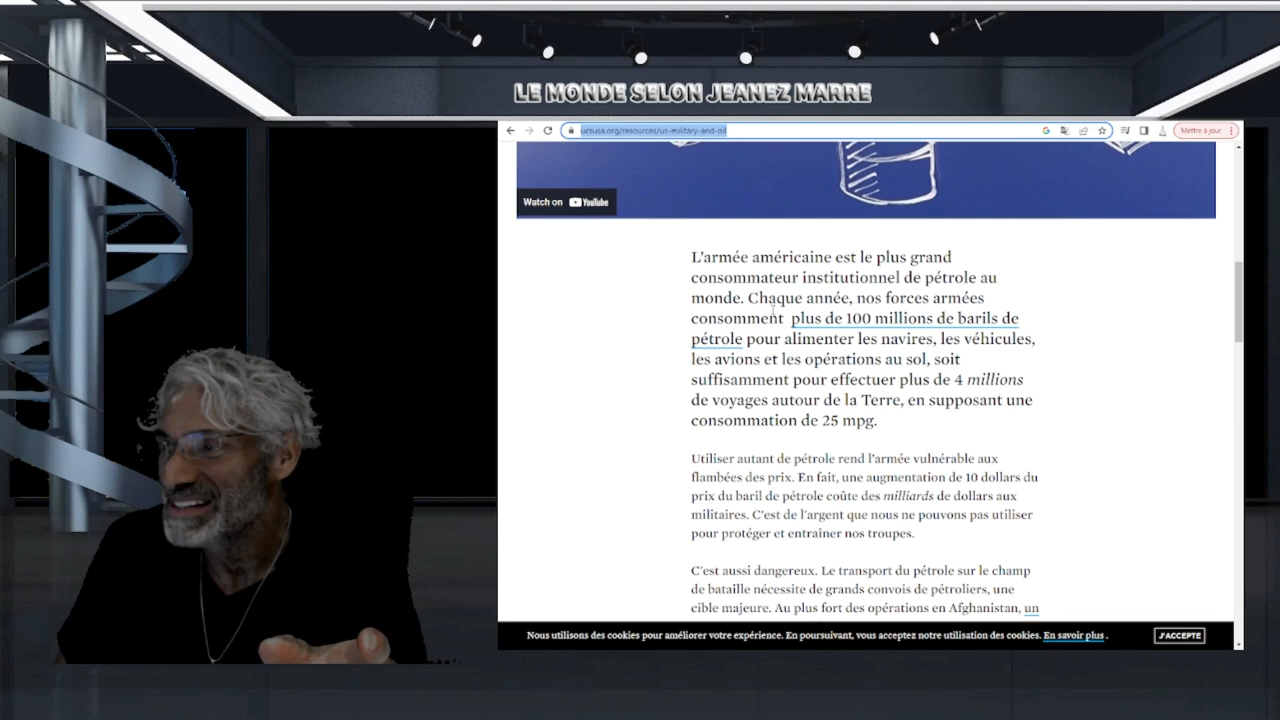 LE MONDE SELON JEANEZ MARRE
ucsusa.org/resources/us-military-and-oil
Mettre à jour
Watch on YouTube
L'armée américaine est le plus grand
consommateur institutionnel de pétrole au
monde. Chaque année, nos forces armées
consomment plus de 100 millions de barils de
pétrole pour alimenter les navires, les véhicules,
les avions et les opérations au sol, soit
suffisamment pour effectuer plus de 4 millions
de voyages autour de la Terre, en supposant une
consommation de 25 mpg.
Utiliser autant de pétrole rend l'armée vulnérable aux
flambées des prix. En fait, une augmentation de 10 dollars du
prix du baril de pétrole coûte des milliards de dollars aux
militaires. C'est de l'argent que nous ne pouvons pas utiliser
pour protéger et entraîner nos troupes.
C'est aussi dangereux. Le transport du pétrole sur le champ
de bataille nécessite de grands convois de pétroliers, une
cible majeure. Au plus fort des opérations en Afghanistan, un
Nous utilisons des cookies pour améliorer votre expérience. En poursuivant, vous acceptez notre utilisation des cookies. En savoir plus .
J'ACCEPTE